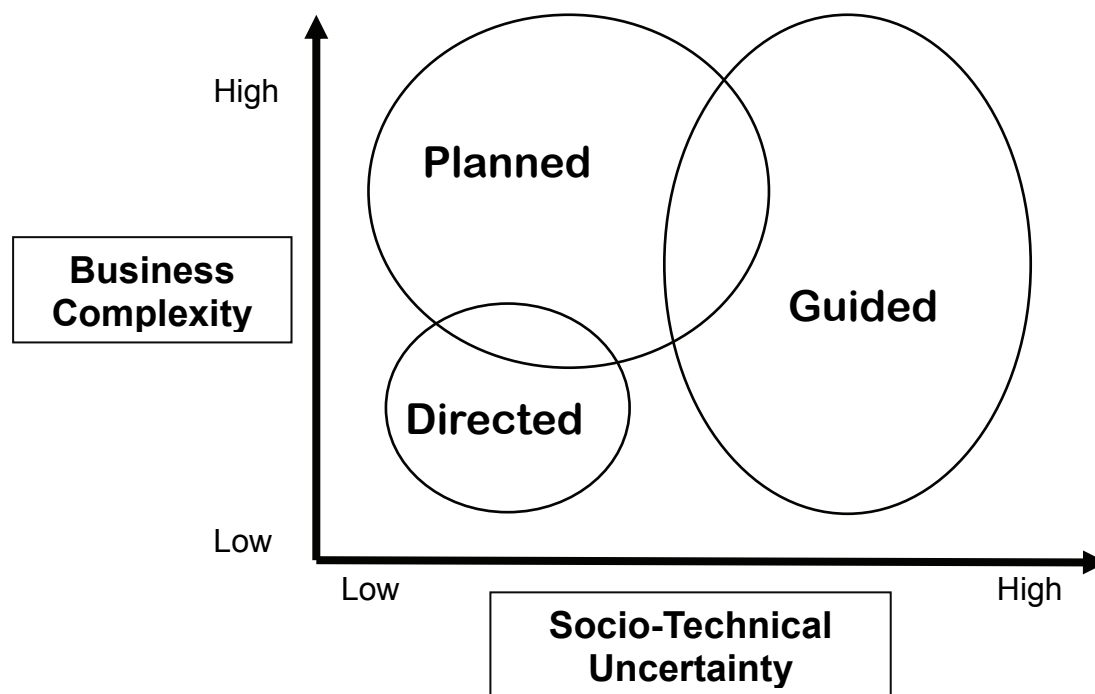 High
Planned
Business
Complexity
Guided
Directed
Low
Low
High
Socio-Technical
Uncertainty